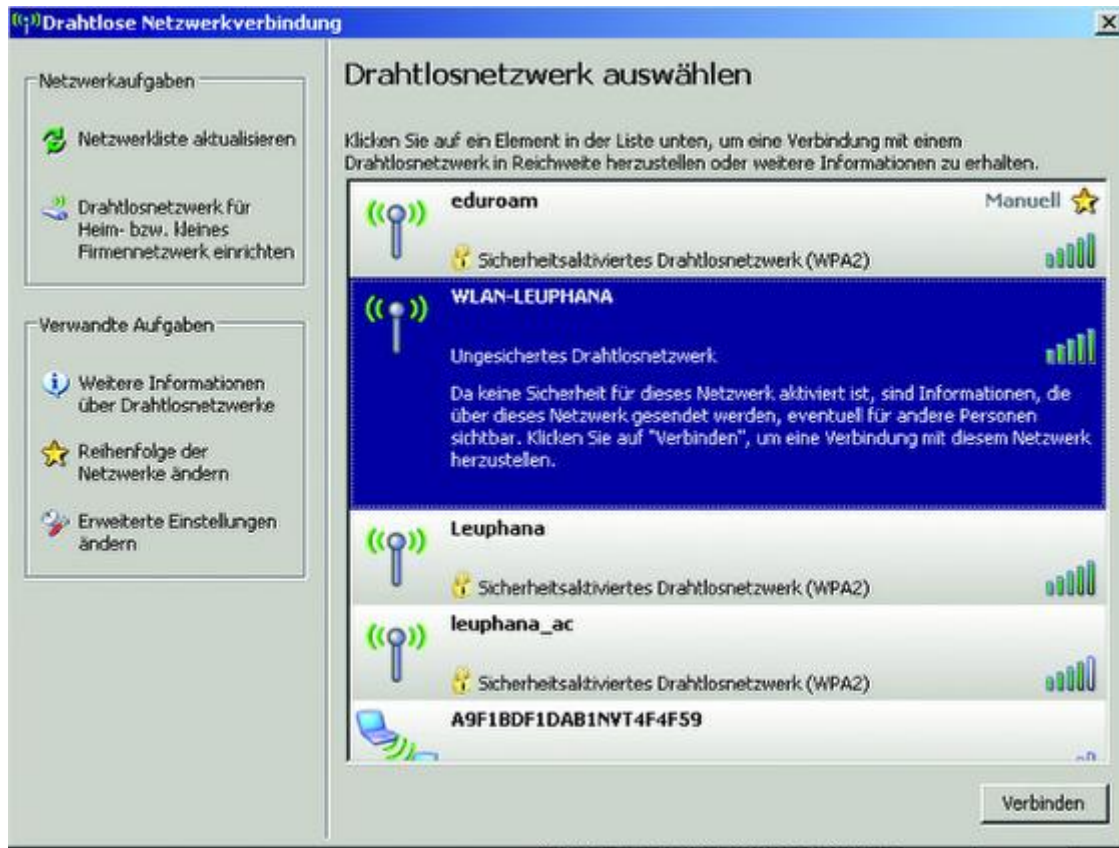 Drahtlose Netzwerkverbindung
Netzwerkaufgaben
Netzwerkliste aktualisieren
Drahtlosnetzwerk für
Heim- bzw. kleines
Firmennetzwerk einrichten
Verwandte Aufgaben
Weitere Informationen
über Drahtlosnetzwerke
Reihenfolge der
Netzwerke ändern
Erweiterte Einstellungen
ändern
Drahtlosnetzwerk auswählen
Klicken Sie auf ein Element in der Liste unten, um eine Verbindung mit einem
Drahtlosnetzwerk in Reichweite herzustellen oder weitere Informationen zu erhalten.
eduroam
Manuell
Sicherheitsaktiviertes Drahtlosnetzwerk (WPA2)
WLAN-LEUPHANA
Ungesichertes Drahtlosnetzwerk
Da keine Sicherheit für dieses Netzwerk aktiviert ist, sind Informationen, die
über dieses Netzwerk gesendet werden, eventuell für andere Personen
sichtbar. Klicken Sie auf "Verbinden", um eine Verbindung mit diesem Netzwerk
herzustellen.
Leuphana
Sicherheitsaktiviertes Drahtlosnetzwerk (WPA2)
leuphana_ac
Sicherheitsaktiviertes Drahtlosnetzwerk (WPA2)
A9F1BDF1DAB1NVT4F4F59
Verbinden